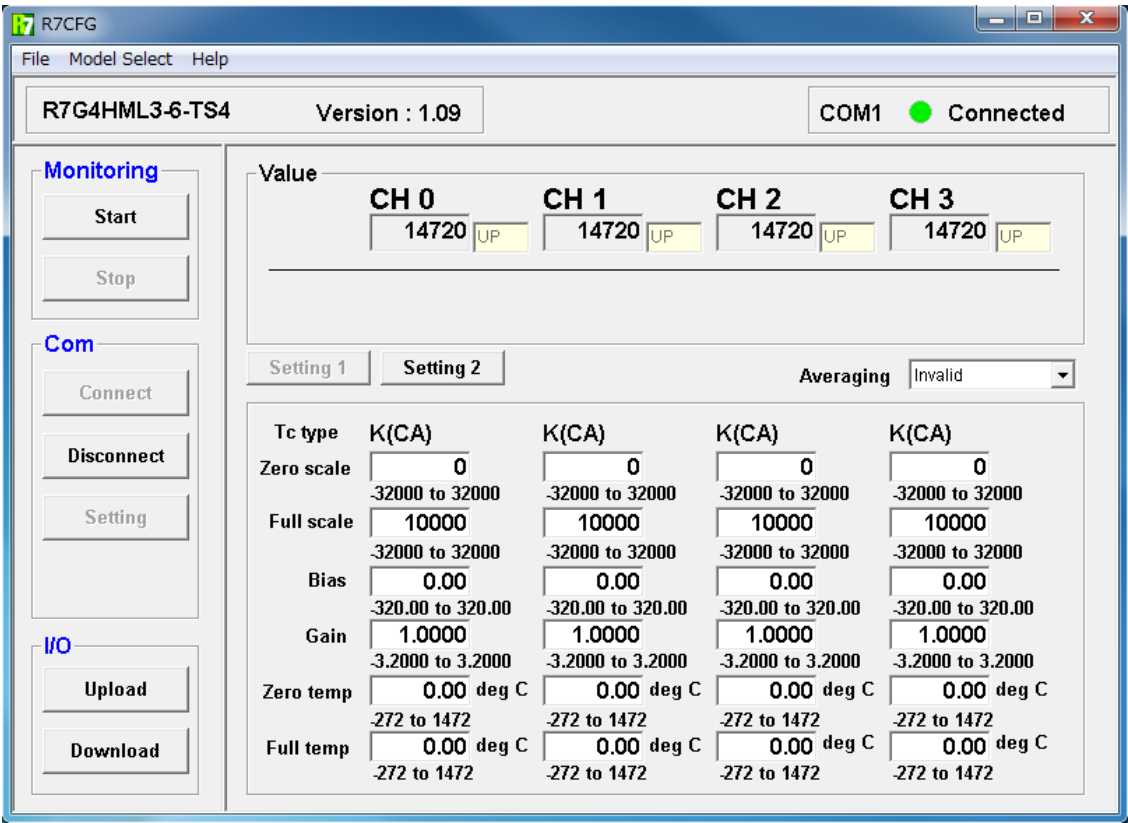 R7 R7CFG
File Model Select Help
R7G4HML3-6-TS4 Version : 1.09 COM1 Connected
Monitoring
Start
Stop
Com
Connect
Disconnect
Setting
I/O
Upload
Download
Value
CH 0 CH 1 CH 2 CH 3
14720 UP 14720 UP 14720 UP 14720 UP
Setting 1 Setting 2 Averaging Invalid
Tc type K(CA) K(CA) K(CA) K(CA)
Zero scale 0 0 0 0
-32000 to 32000 -32000 to 32000 -32000 to 32000 -32000 to 32000
Full scale 10000 10000 10000 10000
-32000 to 32000 -32000 to 32000 -32000 to 32000 -32000 to 32000
Bias 0.00 0.00 0.00 0.00
-320.00 to 320.00 -320.00 to 320.00 -320.00 to 320.00 -320.00 to 320.00
Gain 1.0000 1.0000 1.0000 1.0000
-3.2000 to 3.2000 -3.2000 to 3.2000 -3.2000 to 3.2000 -3.2000 to 3.2000
Zero temp 0.00 deg C 0.00 deg C 0.00 deg C 0.00 deg C
-272 to 1472 -272 to 1472 -272 to 1472 -272 to 1472
Full temp 0.00 deg C 0.00 deg C 0.00 deg C 0.00 deg C
-272 to 1472 -272 to 1472 -272 to 1472 -272 to 1472